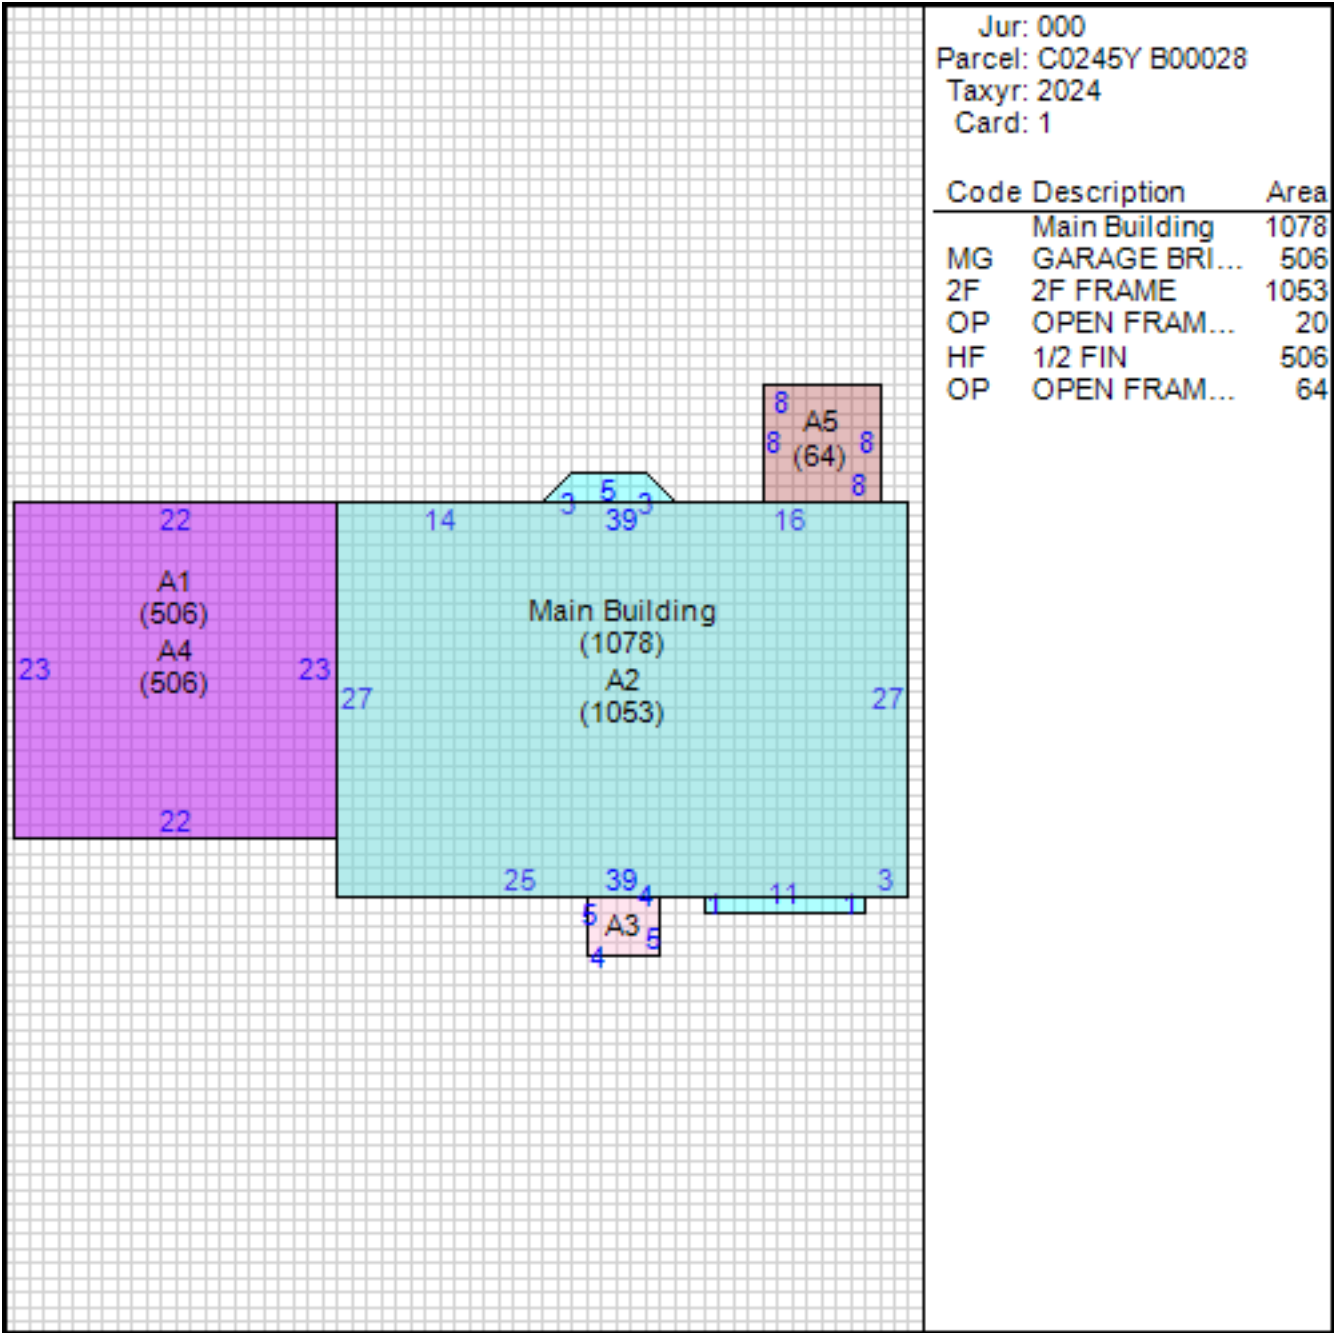 Jur: 000
Parcel: C0245Y B00028
Taxyr: 2024
Card: 1
Code Description Area
Main Building 1078
MG GARAGE BRI... 506
2F 2F FRAME 1053
OP OPEN FRAM... 20
HF 1/2 FIN 506
OP OPEN FRAM... 64
8
A5
8 (64) 8
8
3 5 3
22 14 39 16
A1
(506)
A4
(506)
23 23
22
Main Building
(1078)
A2
(1053)
27 27
25 39 4 11 3
1 1
5 A3 5
4